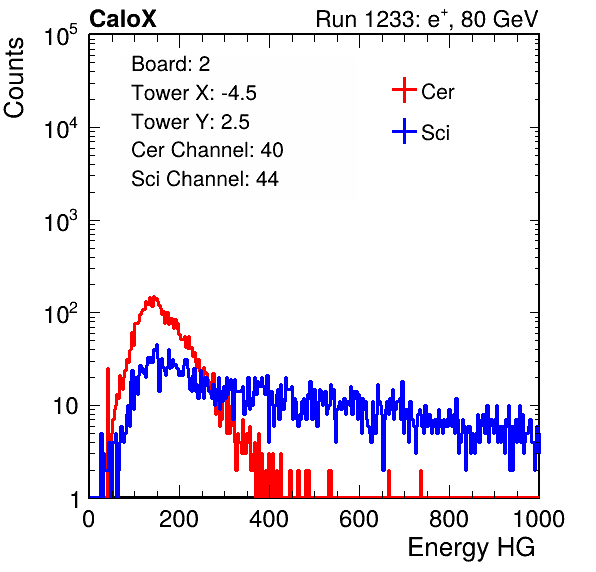 CaloX Run 1233: e⁺, 80 GeV
Counts
10⁵
10⁴
10³
10²
10
1
Board: 2
Tower X: -4.5
Tower Y: 2.5
Cer Channel: 40
Sci Channel: 44
Cer
Sci
0 200 400 600 800 1000
Energy HG